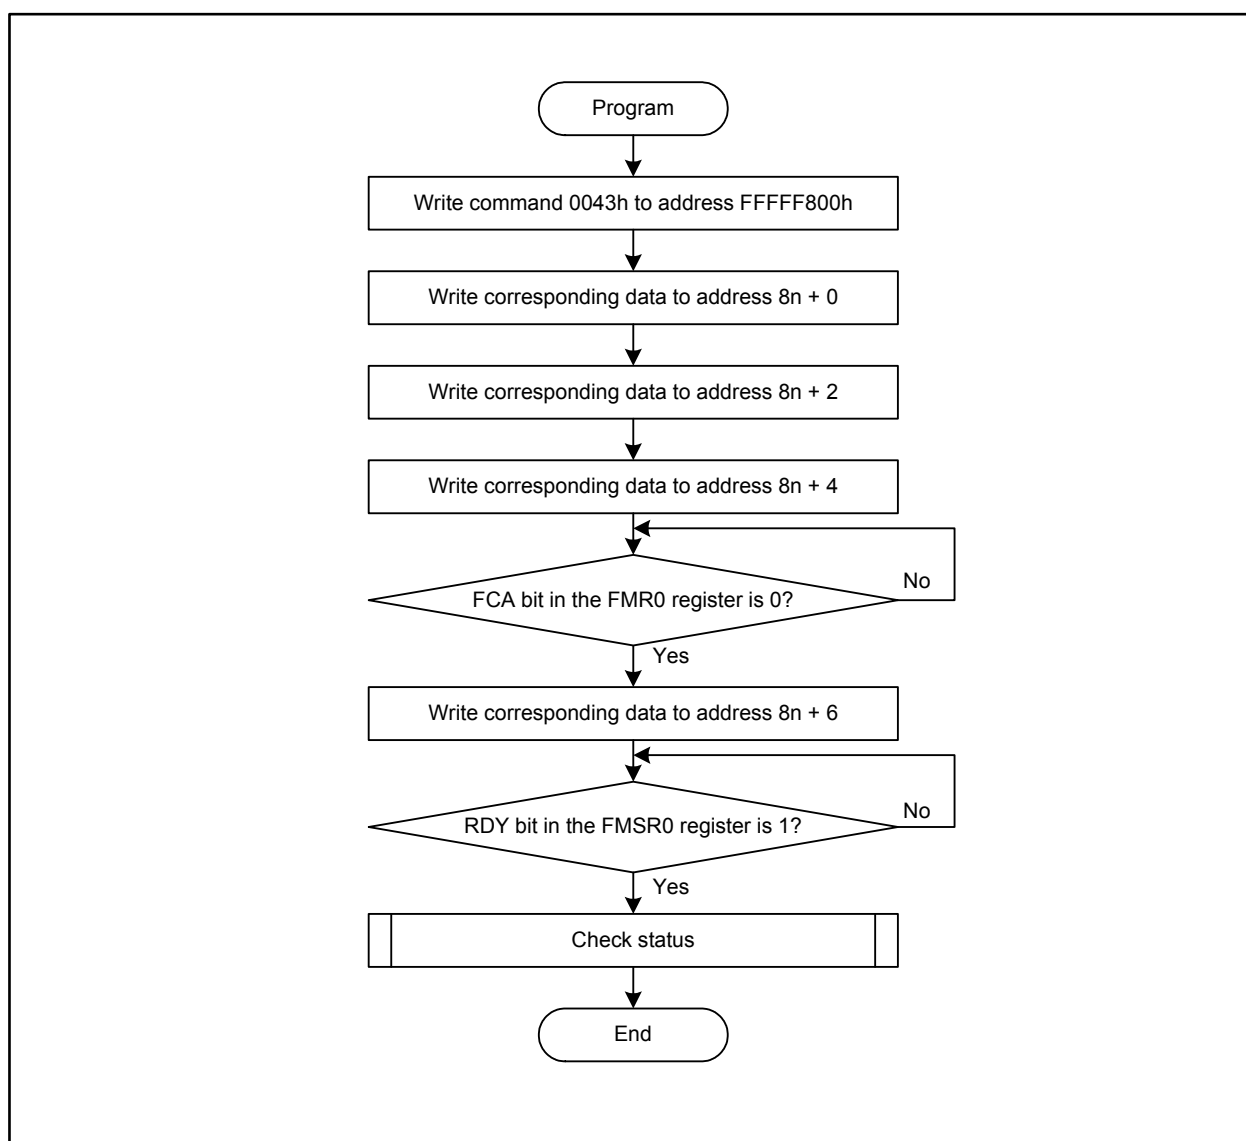 Program
Write command 0043h to address FFFFF800h
Write corresponding data to address 8n + 0
Write corresponding data to address 8n + 2
Write corresponding data to address 8n + 4
No
FCA bit in the FMR0 register is 0?
Yes
Write corresponding data to address 8n + 6
No
RDY bit in the FMSR0 register is 1?
Yes
Check status
End